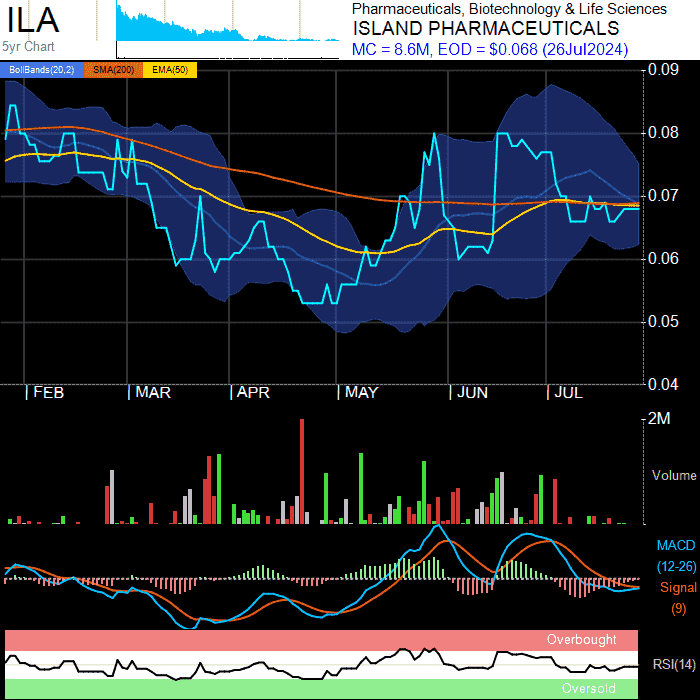 ILA
5yr Chart
Pharmaceuticals, Biotechnology & Life Sciences
ISLAND PHARMACEUTICALS
MC = 8.6M, EOD = $0.068 (26Jul2024)
BollBands(20,2) SMA(200) EMA(50)
0.09
0.08
0.07
0.06
0.05
0.04
FEB MAR APR MAY JUN JUL
2M
Volume
MACD
(12-26)
Signal
(9)
Overbought
RSI(14)
Oversold